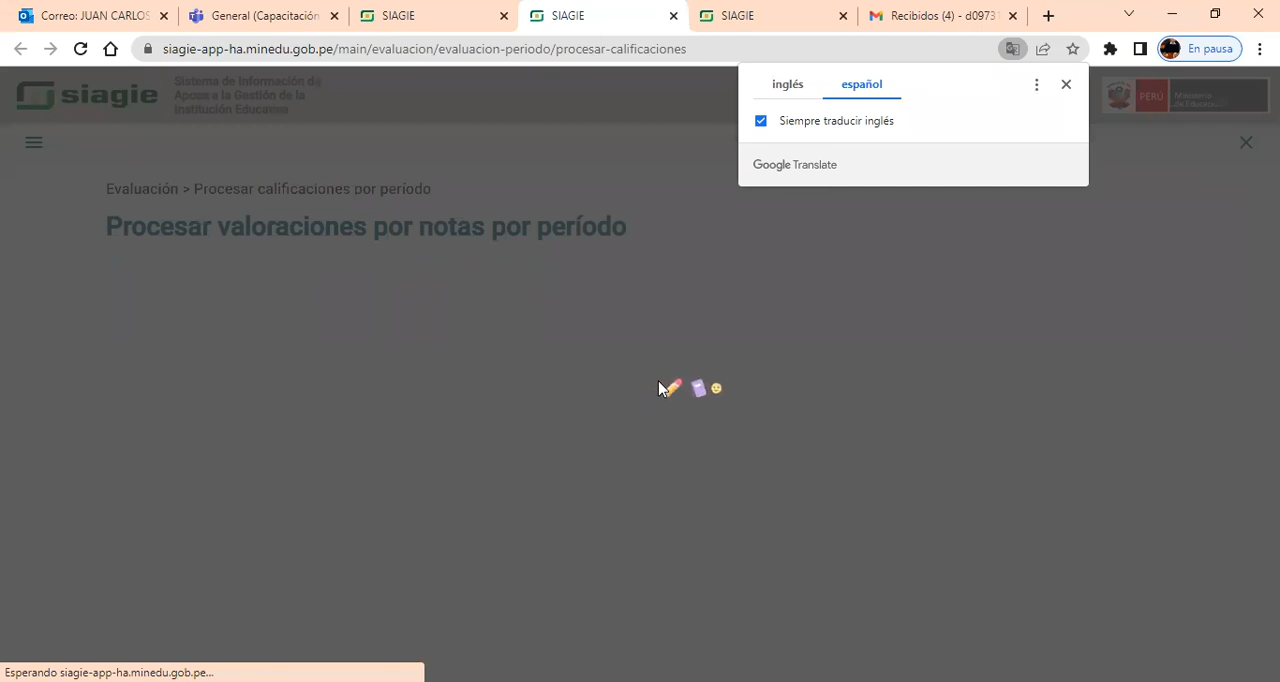 Correo: JUAN CARLOS
General (Capacitación
SIAGIE
SIAGIE
SIAGIE
Recibidos (4) - d0973
siagie-app-ha.minedu.gob.pe/main/evaluacion/evaluacion-periodo/procesar-calificaciones
En pausa
inglés
español
Siempre traducir inglés
Google Translate
siagie
Sistema de Información de
Apoyo a la Gestión de la
Institución Educativa
PERÚ
Ministerio
de Educación
Evaluación > Procesar calificaciones por período
Procesar valoraciones por notas por período
Esperando siagie-app-ha.minedu.gob.pe...